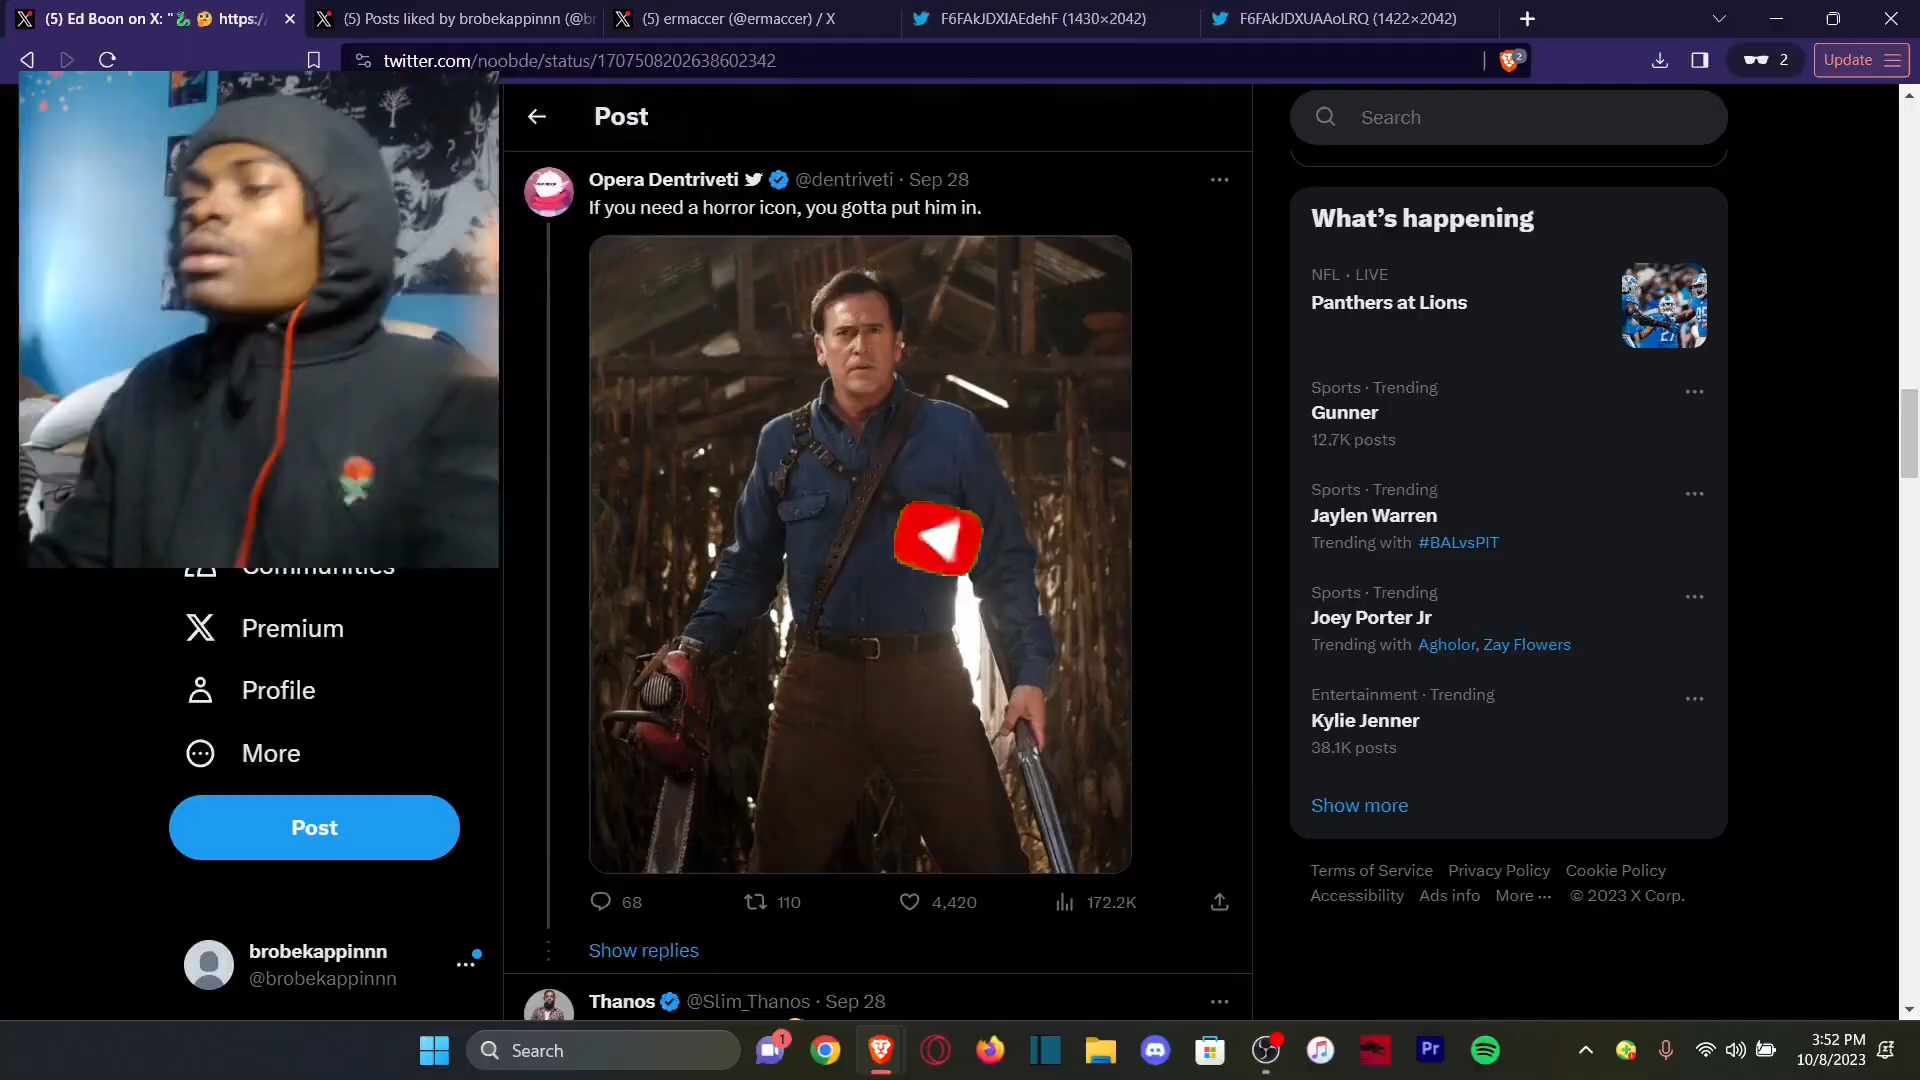 (5) Ed Boon on X: "🐉 🤔 https:/
(5) Posts liked by brobekappinnn (@br
(5) ermaccer (@ermaccer) / X
F6FAkJDXIAEdehF (1430×2042)
F6FAkJDXUAAoLRQ (1422×2042)
twitter.com/noobde/status/1707508202638602342
2
2
Update
Post
Search
Opera Dentriveti @dentriveti · Sep 28
If you need a horror icon, you gotta put him in.
What's happening
NFL · LIVE
Panthers at Lions
Sports · Trending
Gunner
12.7K posts
Sports · Trending
Jaylen Warren
Trending with #BALvsPIT
Sports · Trending
Joey Porter Jr
Trending with Agholor, Zay Flowers
Entertainment · Trending
Kylie Jenner
38.1K posts
Show more
Terms of Service Privacy Policy Cookie Policy
Accessibility Ads info More ··· © 2023 X Corp.
Communities
Premium
Profile
More
Post
brobekappinnn
@brobekappinnn
68 110 4,420 172.2K
Show replies
Thanos @Slim_Thanos · Sep 28
Search
1
Pr
3:52 PM
10/8/2023